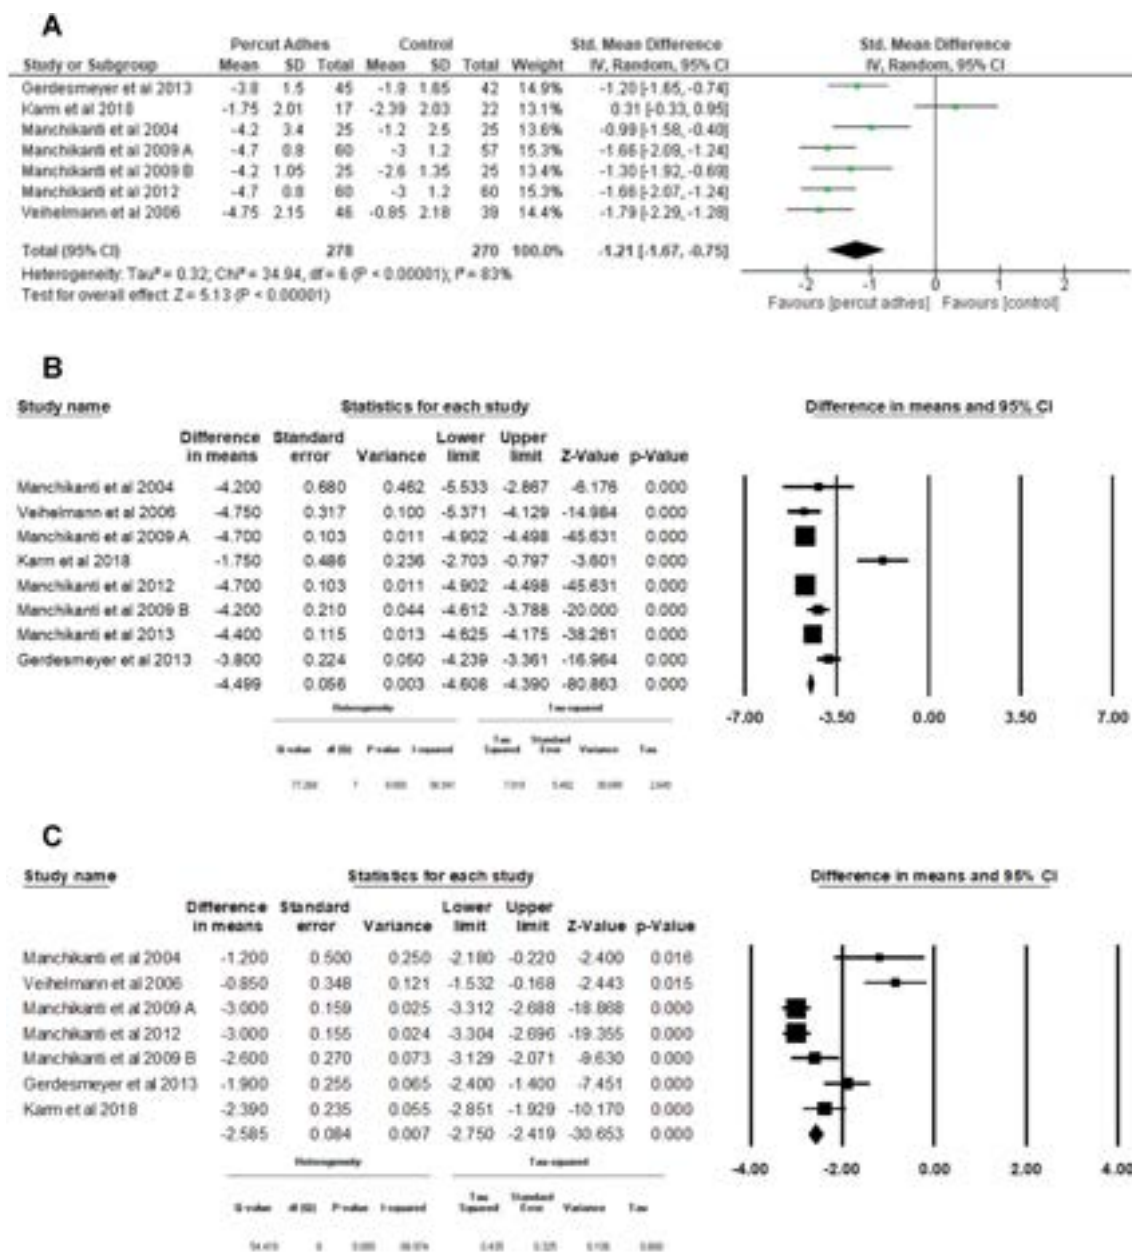 A
Percut Adhes Control Std. Mean Difference Std. Mean Difference
Study or Subgroup Mean SD Total Mean SD Total Weight IV, Random, 95% CI IV, Random, 95% CI
Gerdesmeyer et al 2013 -3.8 1.5 45 -1.9 1.65 42 14.9% -1.20 [-1.65, -0.74]
Karm et al 2018 -1.75 2.01 17 -2.39 2.03 22 13.1% 0.31 [-0.33, 0.95]
Manchikanti et al 2004 -4.2 3.4 25 -1.2 2.5 25 13.6% -0.99 [-1.58, -0.40]
Manchikanti et al 2009 A -4.7 0.8 60 -3 1.2 57 15.3% -1.66 [-2.09, -1.24]
Manchikanti et al 2009 B -4.2 1.05 25 -2.6 1.35 25 13.4% -1.30 [-1.92, -0.69]
Manchikanti et al 2012 -4.7 0.8 60 -3 1.2 60 15.3% -1.66 [-2.07, -1.24]
Veihelmann et al 2006 -4.75 2.15 46 -0.85 2.18 39 14.4% -1.79 [-2.29, -1.28]
Total (95% CI) 278 270 100.0% -1.21 [-1.67, -0.75]
Heterogeneity: Tau² = 0.32, Chi² = 34.94, df = 6 (P < 0.00001); I² = 83%
Test for overall effect: Z = 5.13 (P < 0.00001)
-2 -1 0 1 2
Favours [percut adhes] Favours [control]
B
Study name Statistics for each study Difference in means and 95% CI
Difference Standard Lower Upper
in means error Variance limit limit Z-Value p-Value
Manchikanti et al 2004 -4.200 0.680 0.462 -5.533 -2.867 -6.176 0.000
Veihelmann et al 2006 -4.750 0.317 0.100 -5.371 -4.129 -14.984 0.000
Manchikanti et al 2009 A -4.700 0.103 0.011 -4.902 -4.498 -45.631 0.000
Karm et al 2018 -1.750 0.486 0.236 -2.703 -0.797 -3.601 0.000
Manchikanti et al 2012 -4.700 0.103 0.011 -4.902 -4.498 -45.631 0.000
Manchikanti et al 2009 B -4.200 0.210 0.044 -4.612 -3.788 -20.000 0.000
Manchikanti et al 2013 -4.400 0.115 0.013 -4.625 -4.175 -38.261 0.000
Gerdesmeyer et al 2013 -3.800 0.224 0.050 -4.239 -3.361 -16.964 0.000
-4.499 0.056 0.003 -4.608 -4.390 -80.863 0.000
-7.00 -3.50 0.00 3.50 7.00
Heterogeneity Tau-squared
Tau Standard
Q-value df (Q) P-value I-squared Squared Error Variance Tau
C
Study name Statistics for each study Difference in means and 95% CI
Difference Standard Lower Upper
in means error Variance limit limit Z-Value p-Value
Manchikanti et al 2004 -1.200 0.500 0.250 -2.180 -0.220 -2.400 0.016
Veihelmann et al 2006 -0.850 0.348 0.121 -1.532 -0.168 -2.443 0.015
Manchikanti et al 2009 A -3.000 0.159 0.025 -3.312 -2.688 -18.868 0.000
Manchikanti et al 2012 -3.000 0.155 0.024 -3.304 -2.696 -19.355 0.000
Manchikanti et al 2009 B -2.600 0.270 0.073 -3.129 -2.071 -9.630 0.000
Gerdesmeyer et al 2013 -1.900 0.255 0.065 -2.400 -1.400 -7.451 0.000
Karm et al 2018 -2.390 0.235 0.055 -2.851 -1.929 -10.170 0.000
-2.585 0.084 0.007 -2.750 -2.419 -30.653 0.000
-4.00 -2.00 0.00 2.00 4.00
Heterogeneity Tau-squared
Tau Standard
Q-value df (Q) P-value I-squared Squared Error Variance Tau